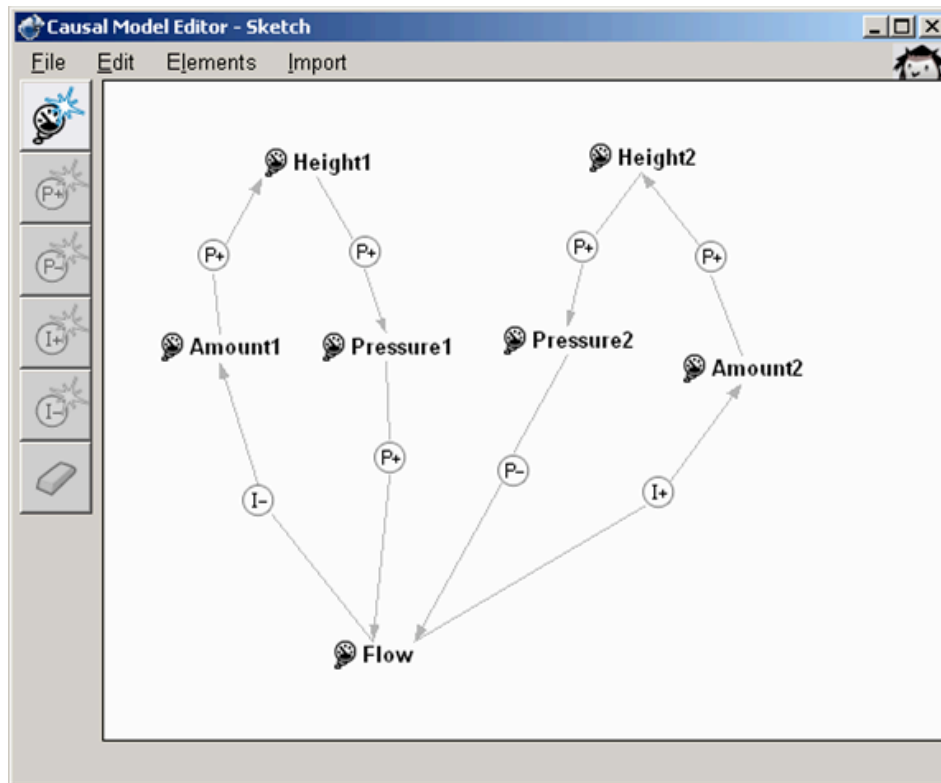 Causal Model Editor - Sketch
File Edit Elements Import
Height1 Height2
P+ P+ P+ P+ P+
P- Amount1 Pressure1 Pressure2
I+ Amount2
I- P+ P-
I- I+
Flow